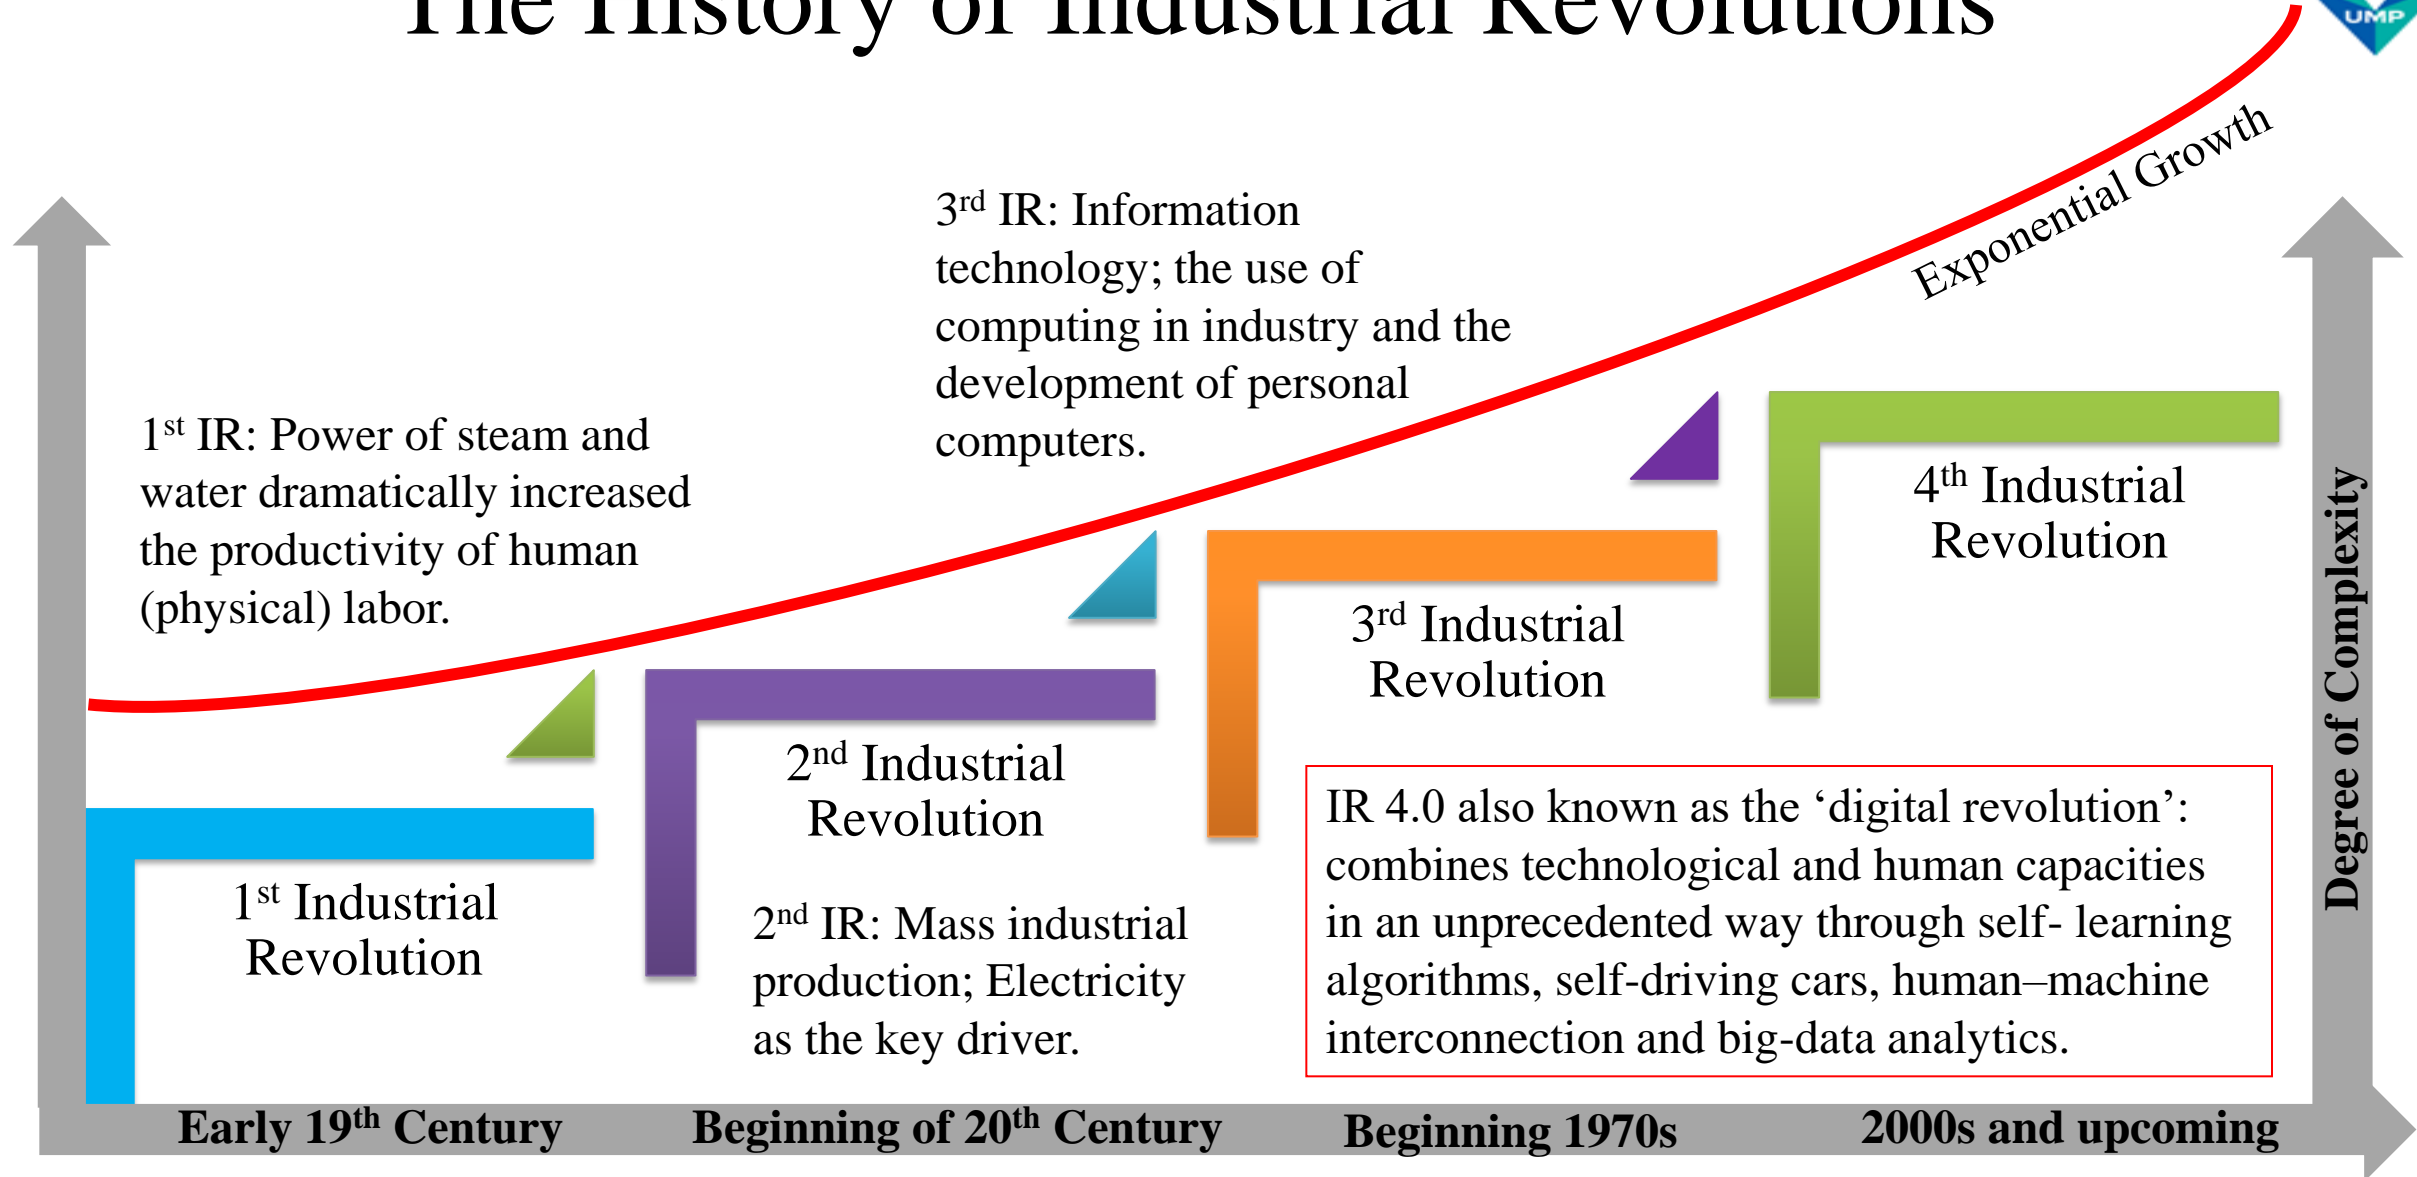 The History of Industrial Revolutions
UMP
Exponential Growth
3rd IR: Information
technology; the use of
computing in industry and the
development of personal
computers.
1st IR: Power of steam and
water dramatically increased
the productivity of human
(physical) labor.
4th Industrial
Revolution
3rd Industrial
Revolution
2nd Industrial
Revolution
1st Industrial
Revolution
2nd IR: Mass industrial
production; Electricity
as the key driver.
IR 4.0 also known as the ‘digital revolution’:
combines technological and human capacities
in an unprecedented way through self- learning
algorithms, self-driving cars, human–machine
interconnection and big-data analytics.
Degree of Complexity
Early 19th Century
Beginning of 20th Century
Beginning 1970s
2000s and upcoming